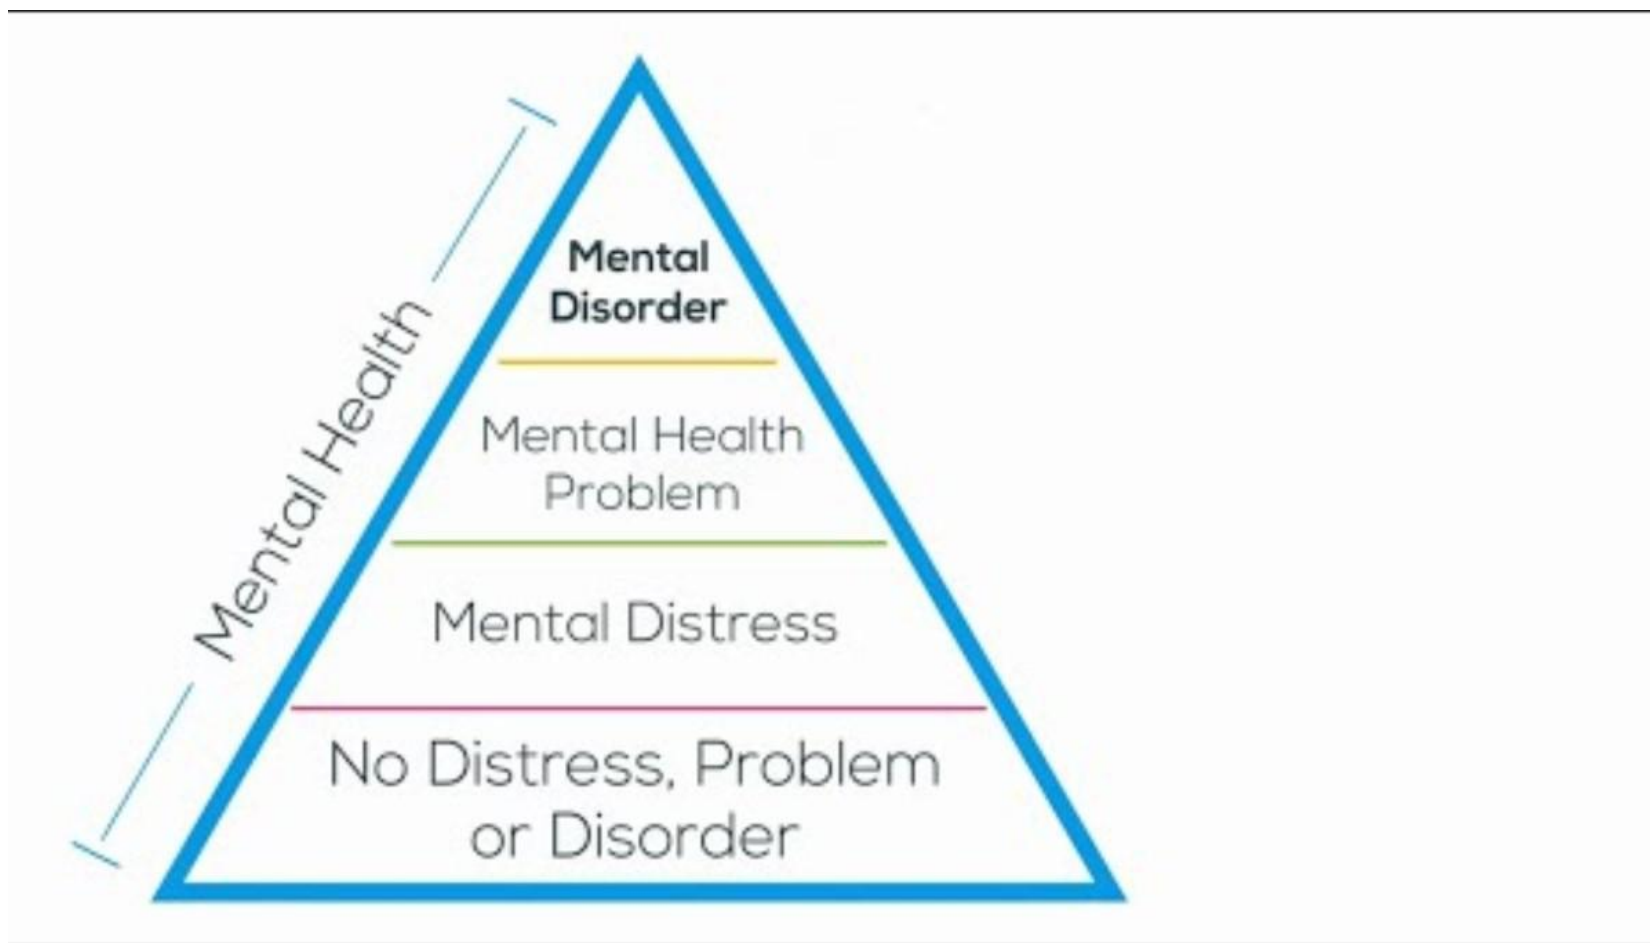 Mental Health
Mental
Disorder
Mental Health
Problem
Mental Distress
No Distress, Problem
or Disorder